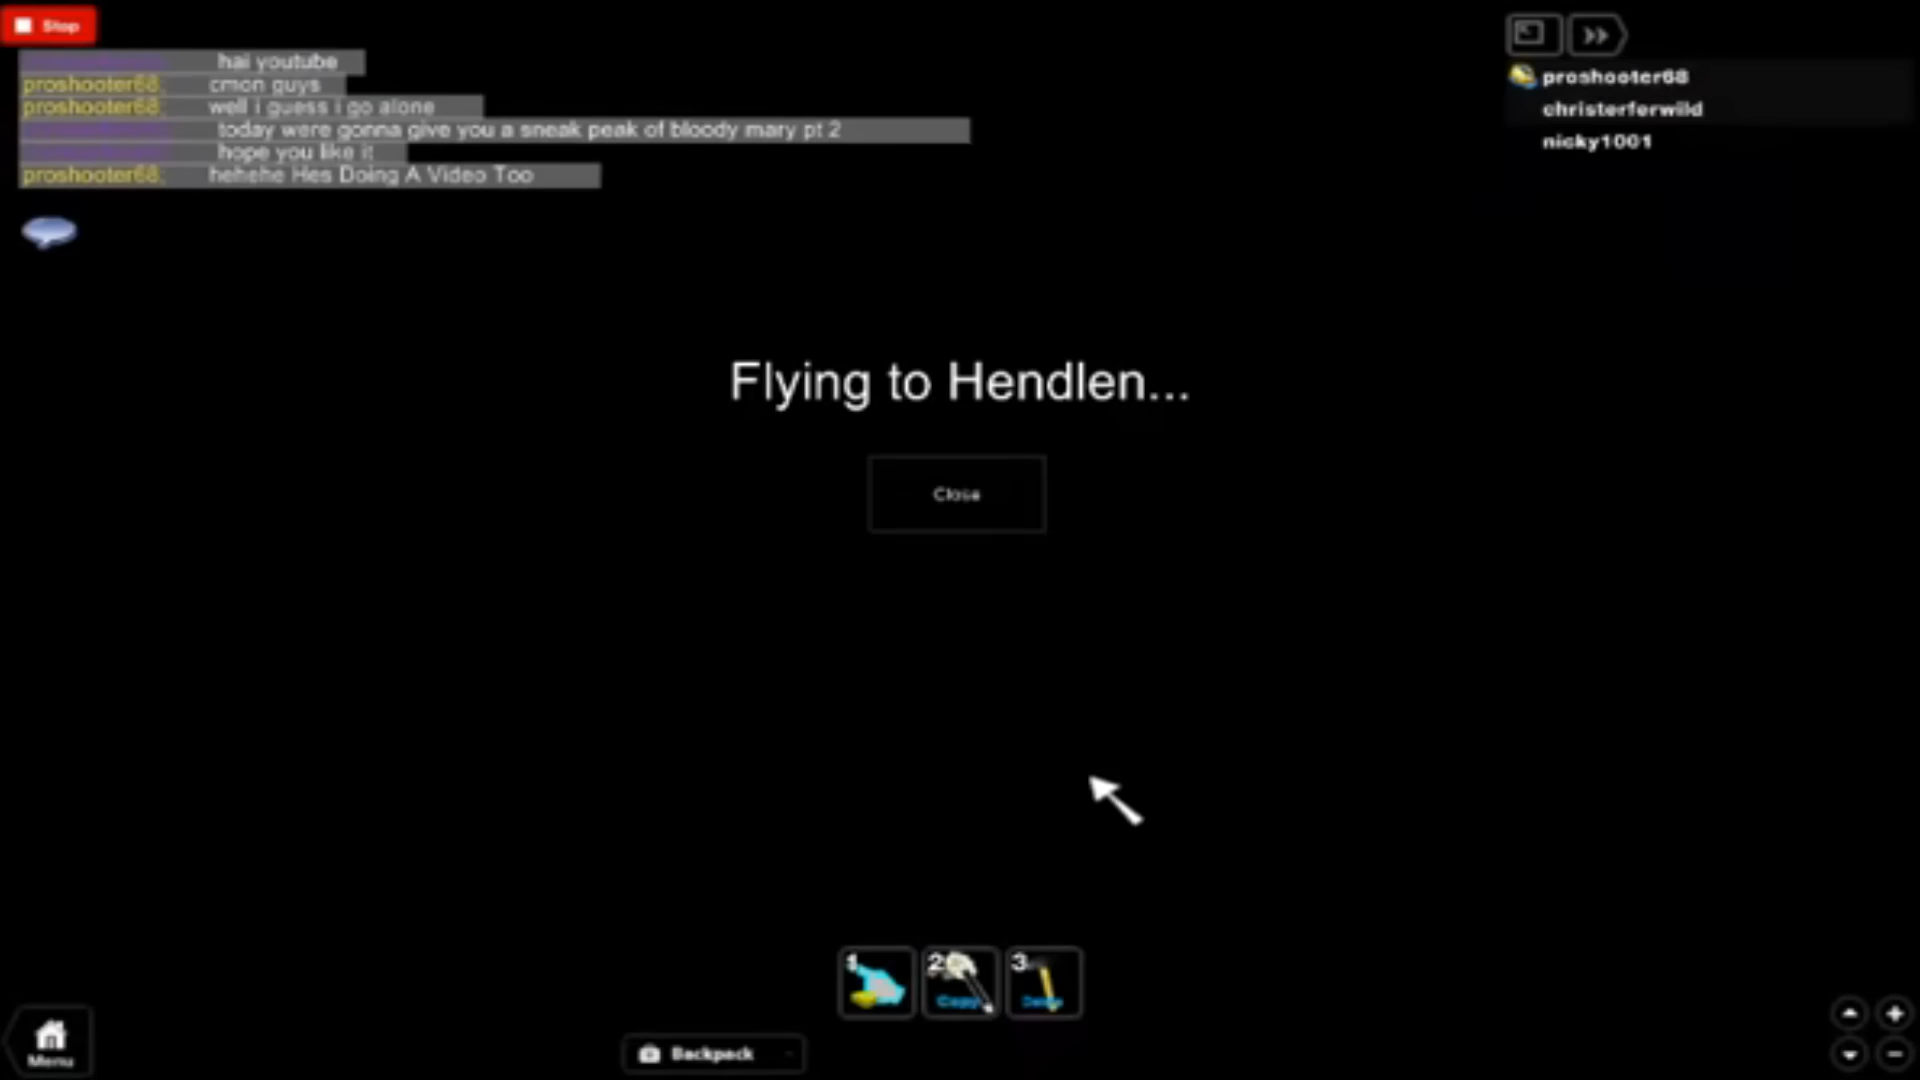 Stop
hai youtube
proshooter68: cmon guys
proshooter68: well i guess i go alone
today were gonna give you a sneak peak of bloody mary pt 2
hope you like it
proshooter68: hehehe Hes Doing A Video Too
proshooter68
christerferwild
nicky1001
Flying to Hendlen...
Close
1
2 Copy
3
Backpack
Menu